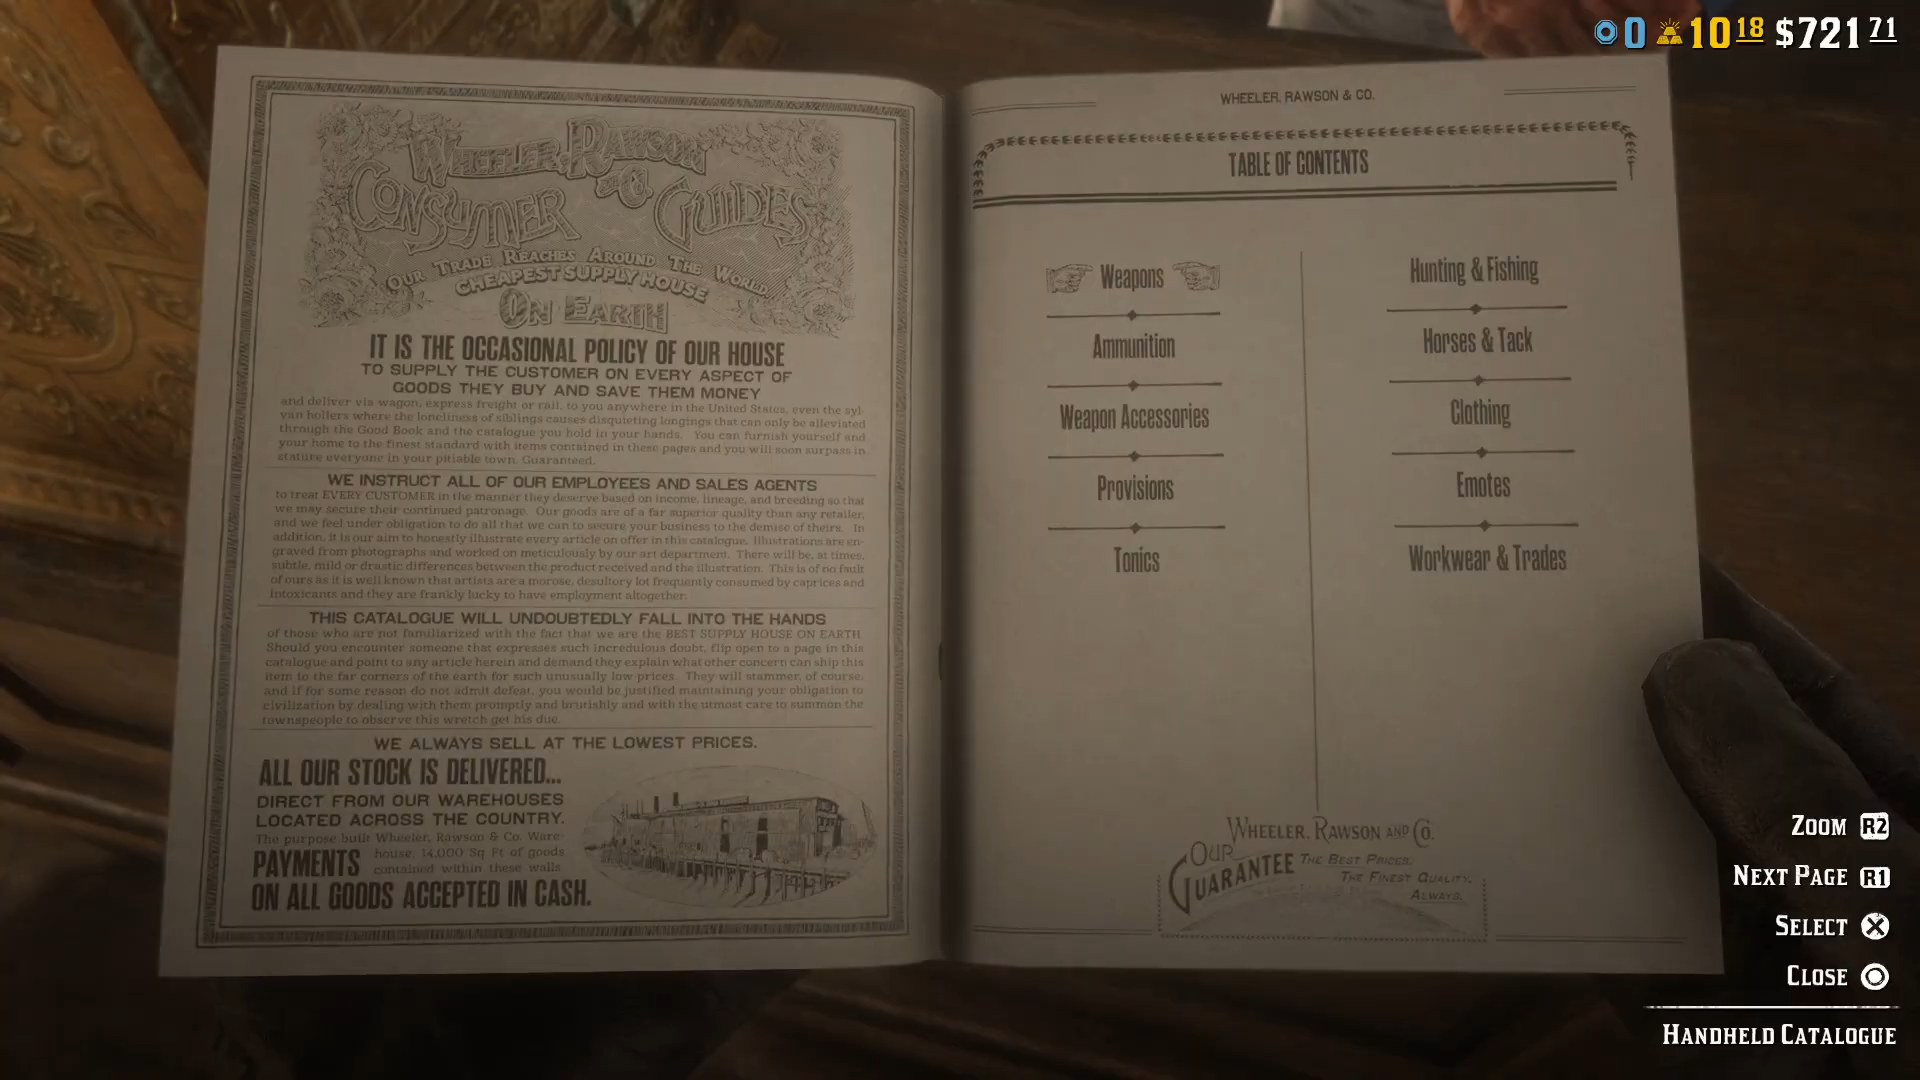 0 10 18 $721 71
WHEELER, RAWSON
& CO.
CONSUMER GUIDES
OUR TRADE REACHES AROUND THE WORLD.
CHEAPEST SUPPLY HOUSE
ON EARTH
IT IS THE OCCASIONAL POLICY OF OUR HOUSE
TO SUPPLY THE CUSTOMER ON EVERY ASPECT OF
GOODS THEY BUY AND SAVE THEM MONEY
and deliver via wagon, express freight or rail, to you anywhere in the United States, even the syl-
van hollers where the loneliness of siblings causes disquieting longings that can only be alleviated
through the Good Book and the catalogue you hold in your hands. You can furnish yourself and
your home to the finest standard with items contained in these pages and you will soon surpass in
stature everyone in your pitiable town. Guaranteed.
WE INSTRUCT ALL OF OUR EMPLOYEES AND SALES AGENTS
to treat EVERY CUSTOMER in the manner they deserve based on income, lineage, and breeding so that
we may secure their continued patronage. Our goods are of a far superior quality than any retailer,
and we feel under obligation to do all that we can to secure your business to the demise of theirs. In
addition, it is our aim to honestly illustrate every article on offer in this catalogue. Illustrations are en-
graved from photographs and worked on meticulously by our art department. There will be, at times,
subtle, mild or drastic differences between the product received and the illustration. This is of no fault
of ours as it is well known that artists are a morose, desultory lot frequently consumed by caprices and
intoxicants and they are frankly lucky to have employment altogether.
THIS CATALOGUE WILL UNDOUBTEDLY FALL INTO THE HANDS
of those who are not familiarized with the fact that we are the BEST SUPPLY HOUSE ON EARTH.
Should you encounter someone that expresses such incredulous doubt, flip open to a page in this
catalogue and point to any article herein and demand they explain what other concern can ship this
item to the far corners of the earth for such unusually low prices. They will stammer, of course,
and if for some reason do not admit defeat, you would be justified maintaining your obligation to
civilization by dealing with them promptly and brutishly and with the utmost care to summon the
townspeople to observe this wretch get his due.
WE ALWAYS SELL AT THE LOWEST PRICES.
ALL OUR STOCK IS DELIVERED...
DIRECT FROM OUR WAREHOUSES
LOCATED ACROSS THE COUNTRY.
The purpose built Wheeler, Rawson & Co. Ware-
house, 14,000 Sq Ft of goods
contained within these walls
PAYMENTS
ON ALL GOODS ACCEPTED IN CASH.
WHEELER, RAWSON & CO.
TABLE OF CONTENTS
Weapons
Ammunition
Weapon Accessories
Provisions
Tonics
Hunting & Fishing
Horses & Tack
Clothing
Emotes
Workwear & Trades
WHEELER, RAWSON AND CO.
OUR
GUARANTEE
THE BEST PRICES.
THE FINEST QUALITY.
ALWAYS.
ZOOM R2
NEXT PAGE R1
SELECT
CLOSE
HANDHELD CATALOGUE